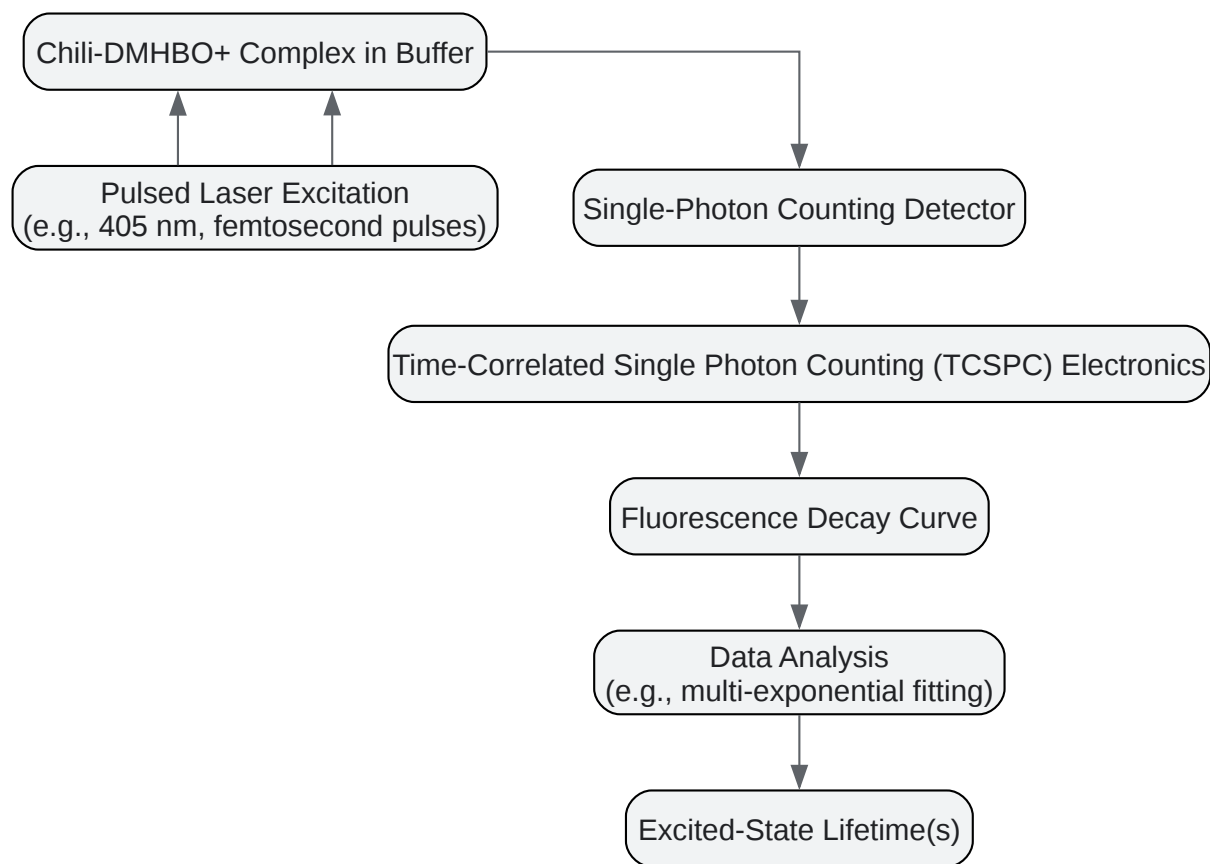 Chili-DMHBO+ Complex in Buffer
Pulsed Laser Excitation
(e.g., 405 nm, femtosecond pulses)
Single-Photon Counting Detector
Time-Correlated Single Photon Counting (TCSPC) Electronics
Fluorescence Decay Curve
Data Analysis
(e.g., multi-exponential fitting)
Excited-State Lifetime(s)